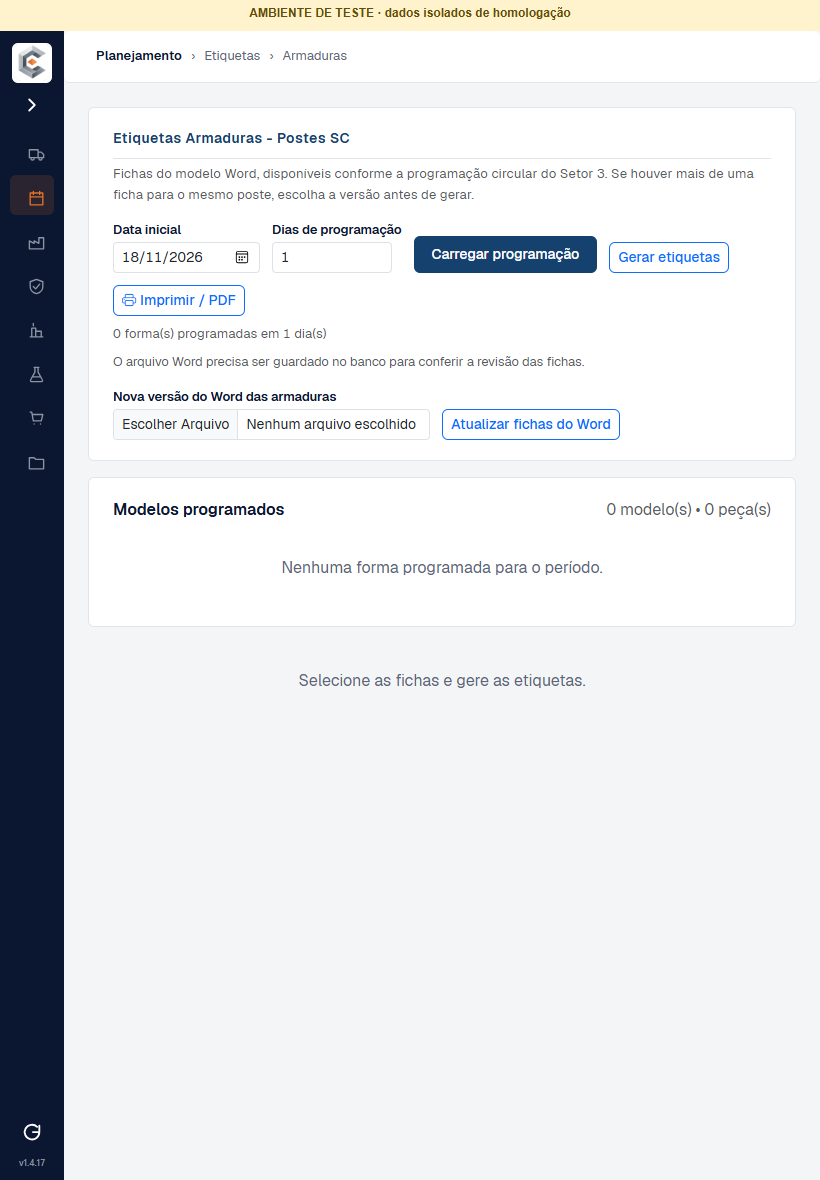 AMBIENTE DE TESTE · dados isolados de homologação
Planejamento › Etiquetas › Armaduras
Etiquetas Armaduras - Postes SC
Fichas do modelo Word, disponíveis conforme a programação circular do Setor 3. Se houver mais de uma
ficha para o mesmo poste, escolha a versão antes de gerar.
Data inicial Dias de programação
18/11/2026 1 Carregar programação Gerar etiquetas
Imprimir / PDF
0 forma(s) programadas em 1 dia(s)
O arquivo Word precisa ser guardado no banco para conferir a revisão das fichas.
Nova versão do Word das armaduras
Escolher Arquivo Nenhum arquivo escolhido Atualizar fichas do Word
Modelos programados 0 modelo(s) • 0 peça(s)
Nenhuma forma programada para o período.
Selecione as fichas e gere as etiquetas.
v1.4.17